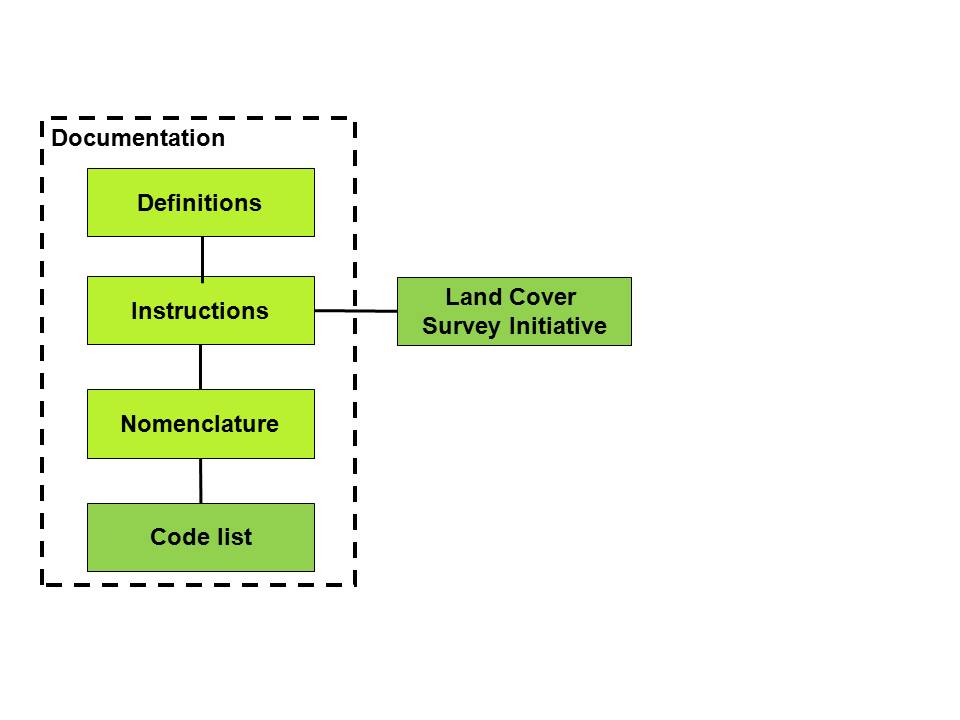 Documentation
Definitions
Instructions
Land Cover
Survey Initiative
Nomenclature
Code list